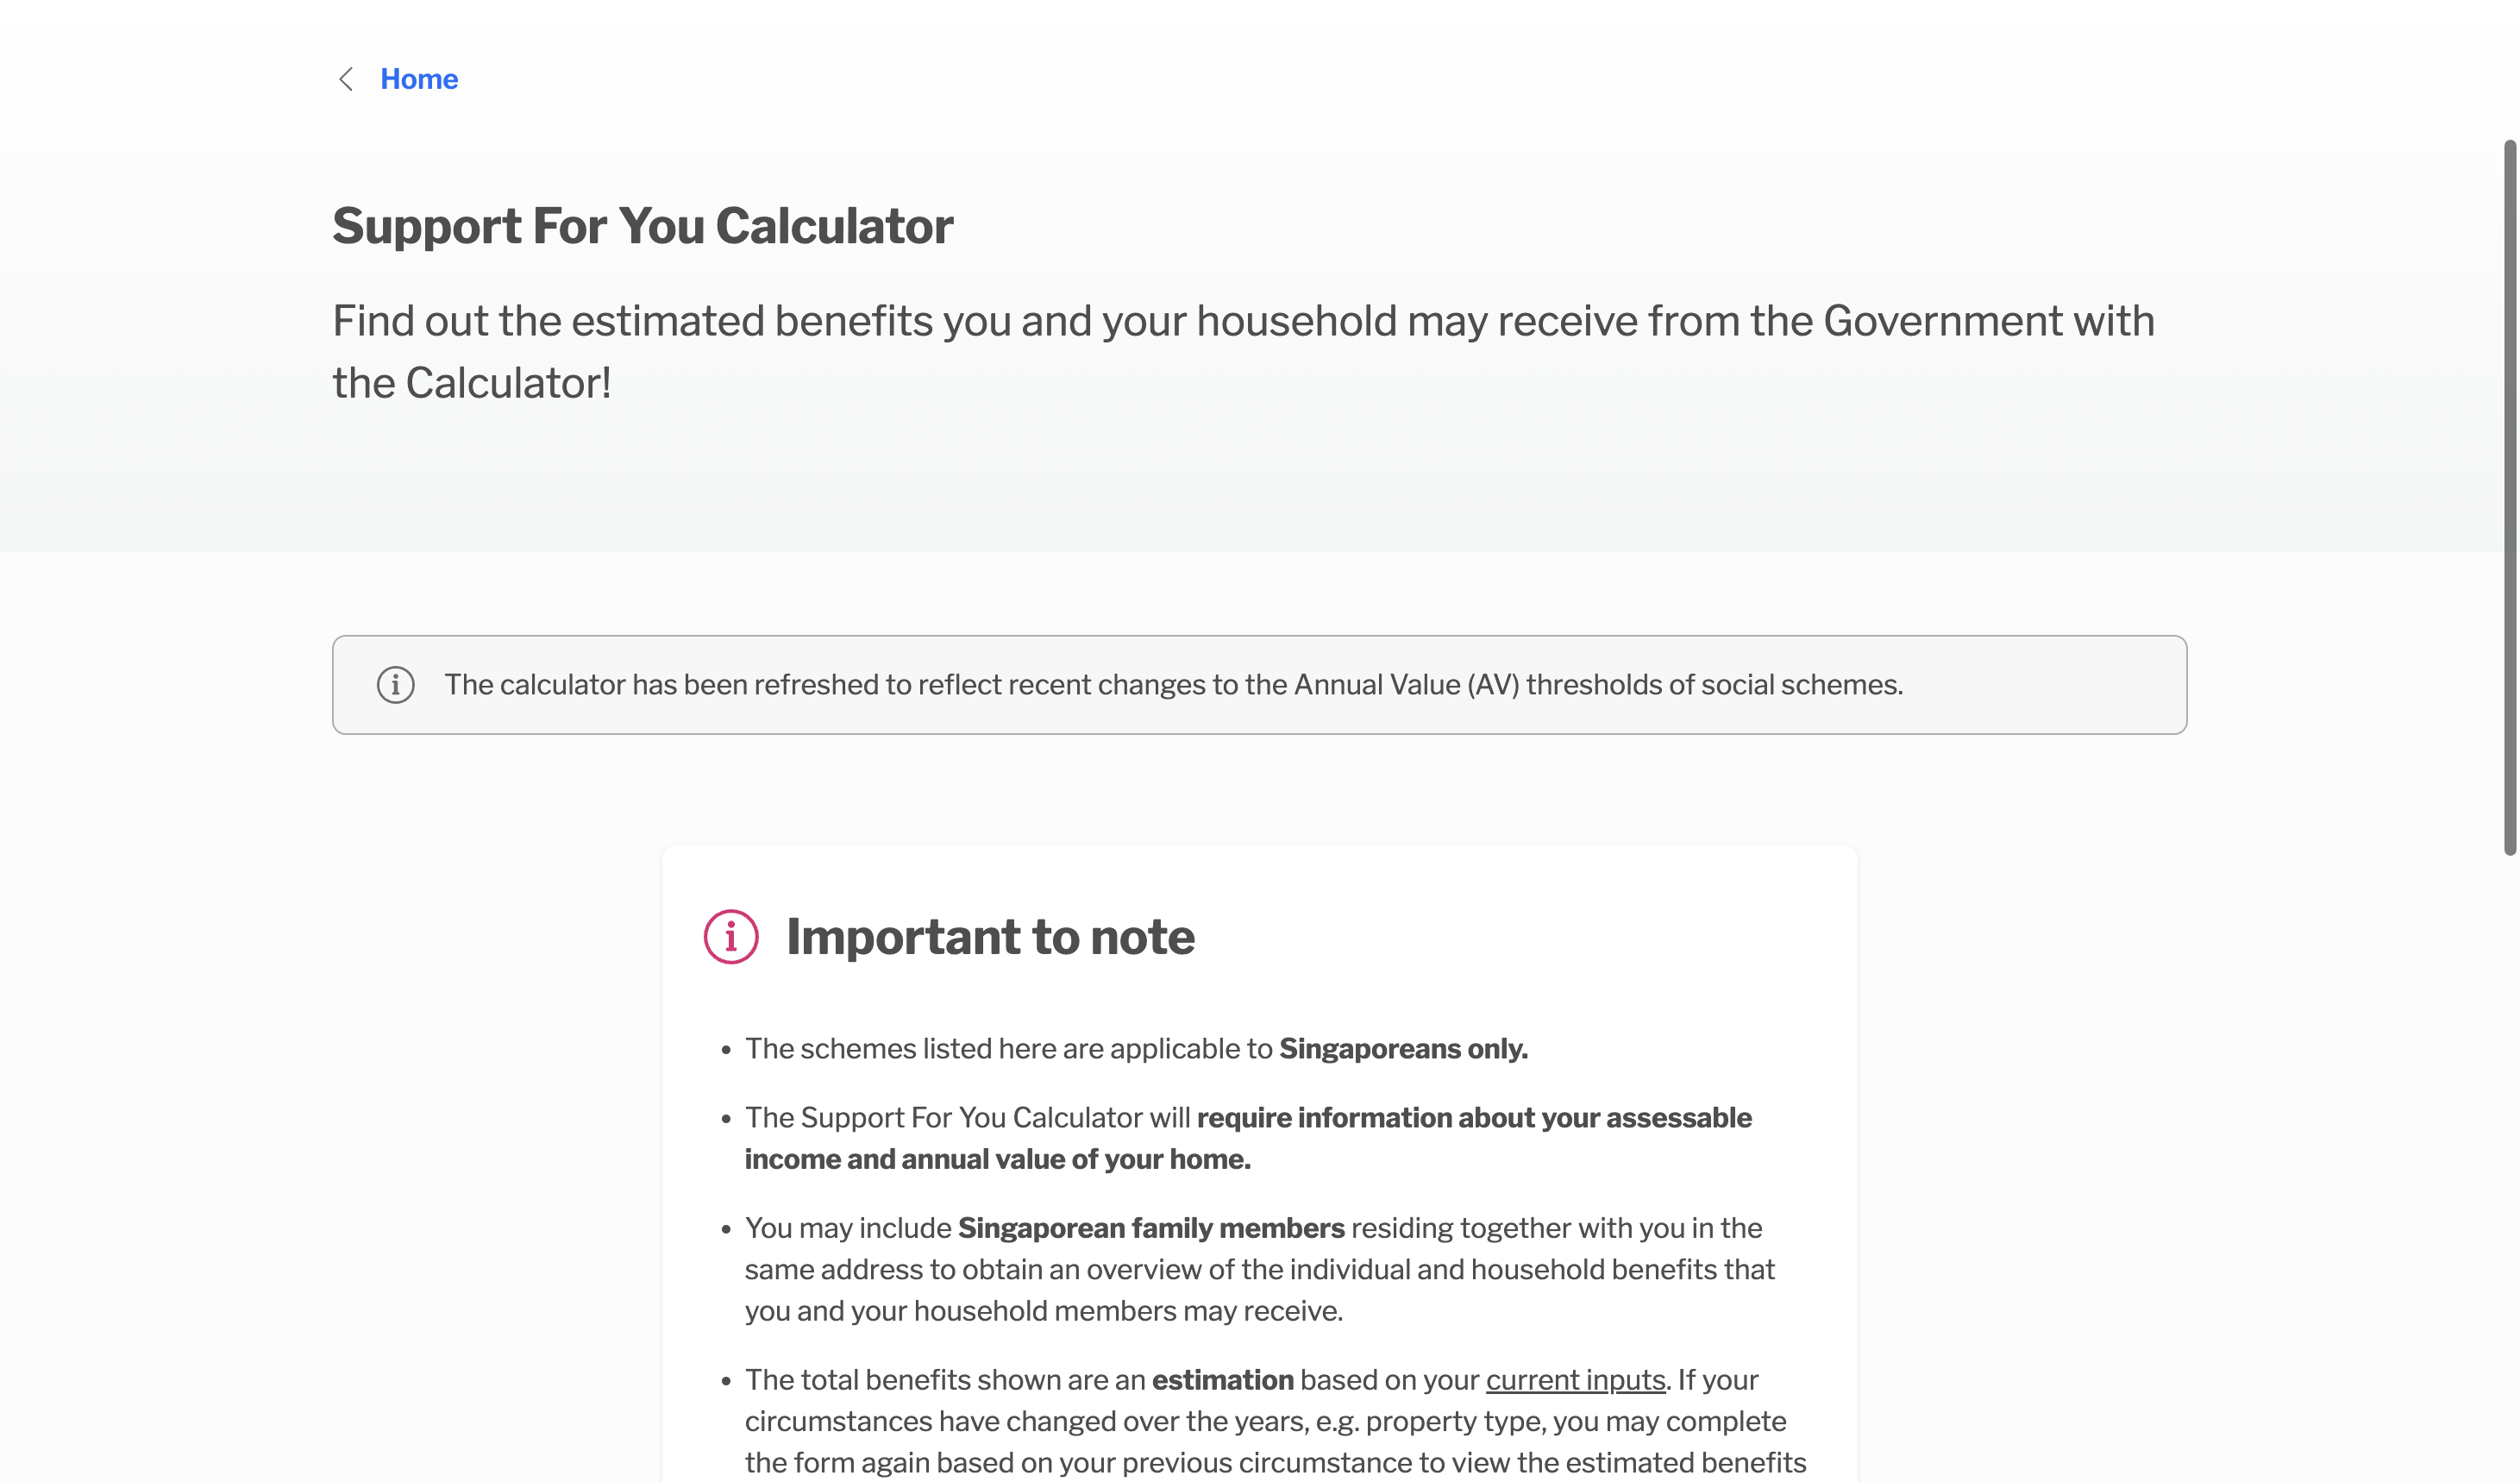 Home
Support For You Calculator
Find out the estimated benefits you and your household may receive from the Government with
the Calculator!
The calculator has been refreshed to reflect recent changes to the Annual Value (AV) thresholds of social schemes.
Important to note
The schemes listed here are applicable to Singaporeans only.
The Support For You Calculator will require information about your assessable
income and annual value of your home.
You may include Singaporean family members residing together with you in the
same address to obtain an overview of the individual and household benefits that
you and your household members may receive.
The total benefits shown are an estimation based on your current inputs. If your
circumstances have changed over the years, e.g. property type, you may complete
the form again based on your previous circumstance to view the estimated benefits